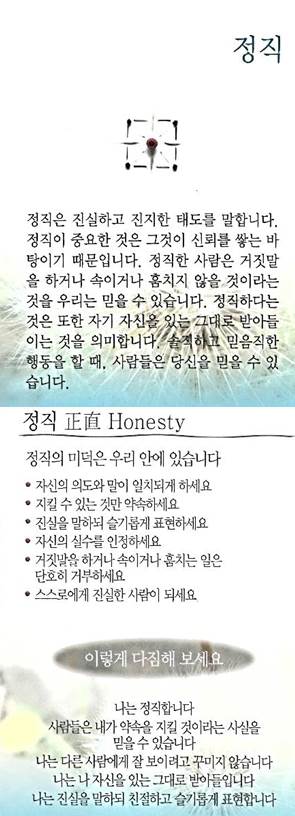 정직
정직은 진실하고 진지한 태도를 말합니다.
정직이 중요한 것은 그것이 신뢰를 쌓는 바
탕이기 때문입니다. 정직한 사람은 거짓말
을 하거나 속이거나 훔치지 않을 것이라는
것을 우리는 믿을 수 있습니다. 정직하다는
것은 또한 자기 자신을 있는 그대로 받아들
이는 것을 의미합니다. 솔직하고 믿음직한
행동을 할 때, 사람들은 당신을 믿을 수 있
습니다.
정직 正直 Honesty
정직의 미덕은 우리 안에 있습니다
• 자신의 의도와 말이 일치되게 하세요
• 지킬 수 있는 것만 약속하세요
• 진실을 말하되 슬기롭게 표현하세요
• 자신의 실수를 인정하세요
• 거짓말을 하거나 속이거나 훔치는 일은
단호히 거부하세요
• 스스로에게 진실한 사람이 되세요
이렇게 다짐해 보세요
나는 정직합니다
사람들은 내가 약속을 지킬 것이라는 사실을
믿을 수 있습니다
나는 다른 사람에게 잘 보이려고 꾸미지 않습니다
나는 나 자신을 있는 그대로 받아들입니다
나는 진실을 말하되 친절하고 슬기롭게 표현합니다